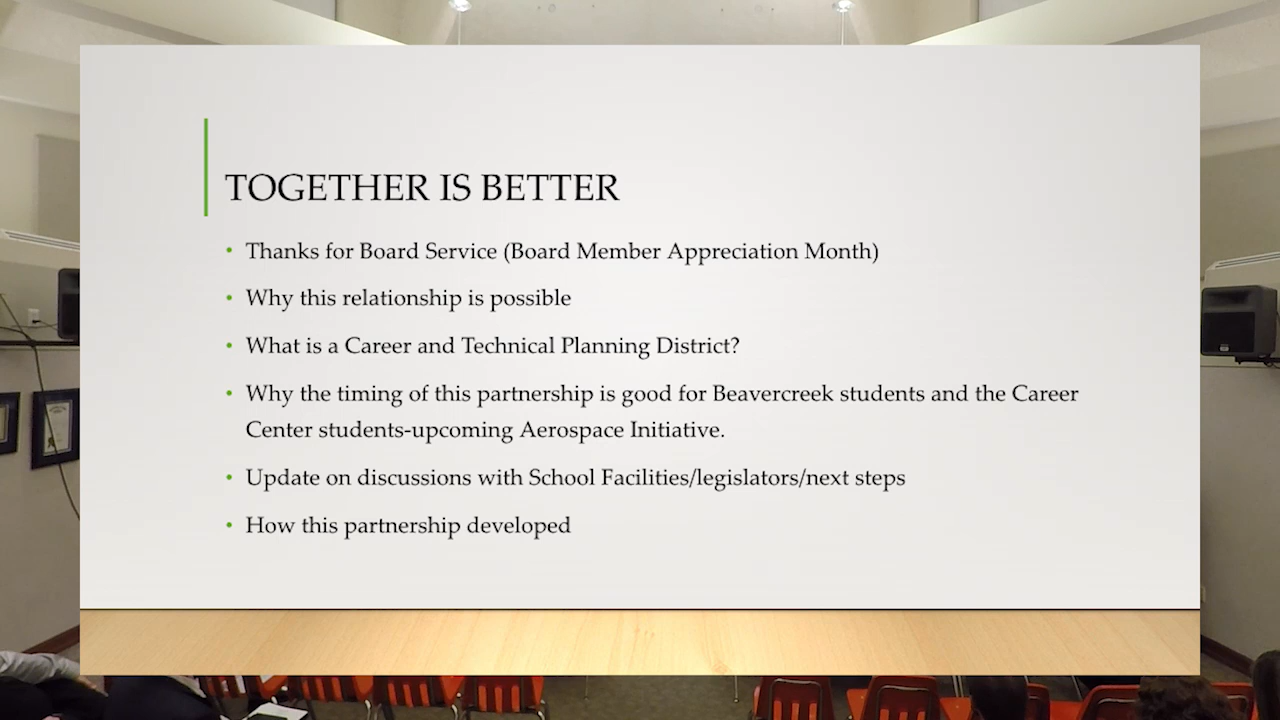 TOGETHER IS BETTER
• Thanks for Board Service (Board Member Appreciation Month)
• Why this relationship is possible
• What is a Career and Technical Planning District?
• Why the timing of this partnership is good for Beavercreek students and the Career
Center students-upcoming Aerospace Initiative.
• Update on discussions with School Facilities/legislators/next steps
• How this partnership developed